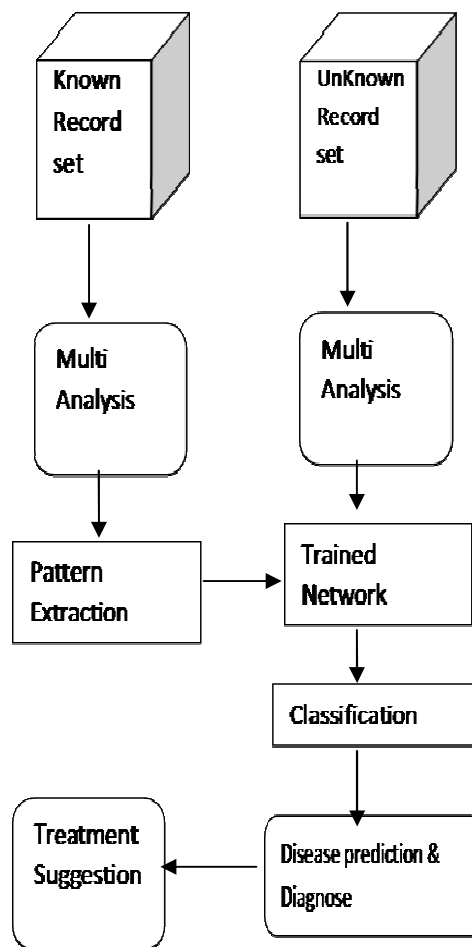 Known
Record
set
UnKnown
Record
set
Multi
Analysis
Multi
Analysis
Pattern
Extraction
Trained
Network
Classification
Disease prediction &
Diagnose
Treatment
Suggestion